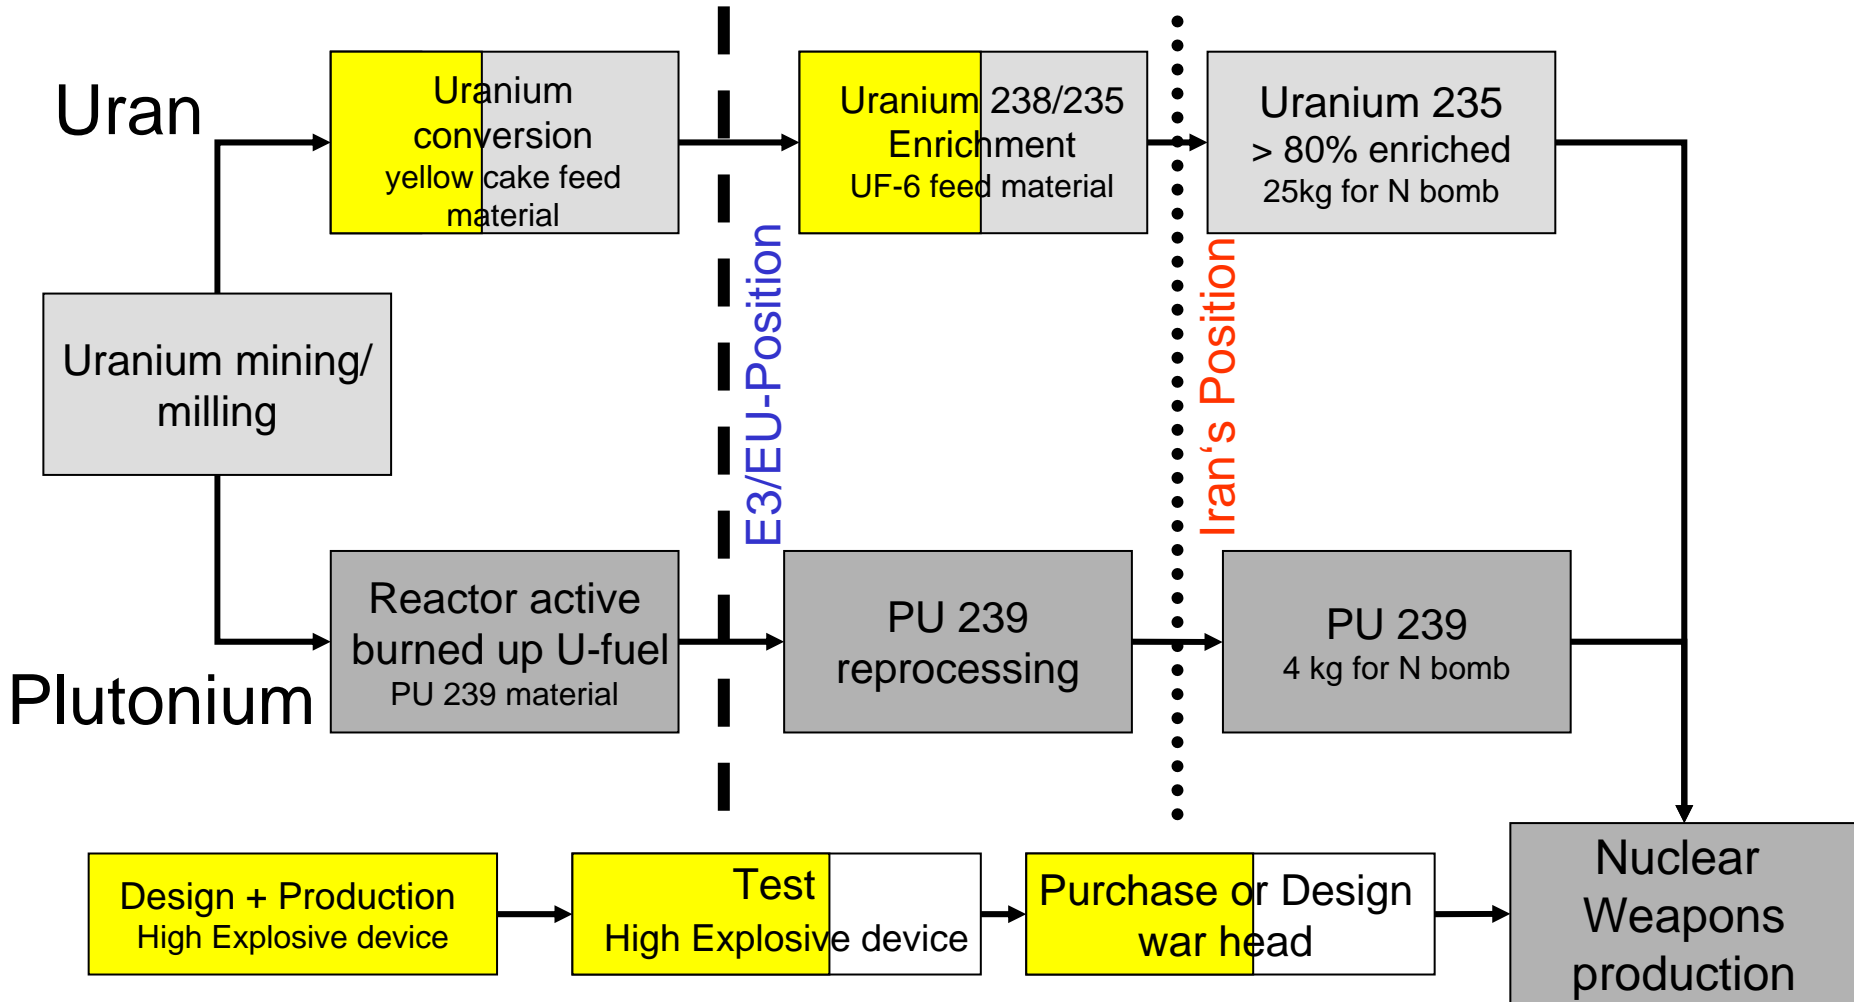 Uran
Uranium
conversion
yellow cake feed
material
Uranium 238/235
Enrichment
UF-6 feed material
Uranium 235
> 80% enriched
25kg for N bomb
E3/EU-Position
Iran‘s Position
Uranium mining/
milling
Plutonium
Reactor active
burned up U-fuel
PU 239 material
PU 239
reprocessing
PU 239
4 kg for N bomb
Design + Production
High Explosive device
Test
High Explosive device
Purchase or Design
war head
Nuclear
Weapons
production